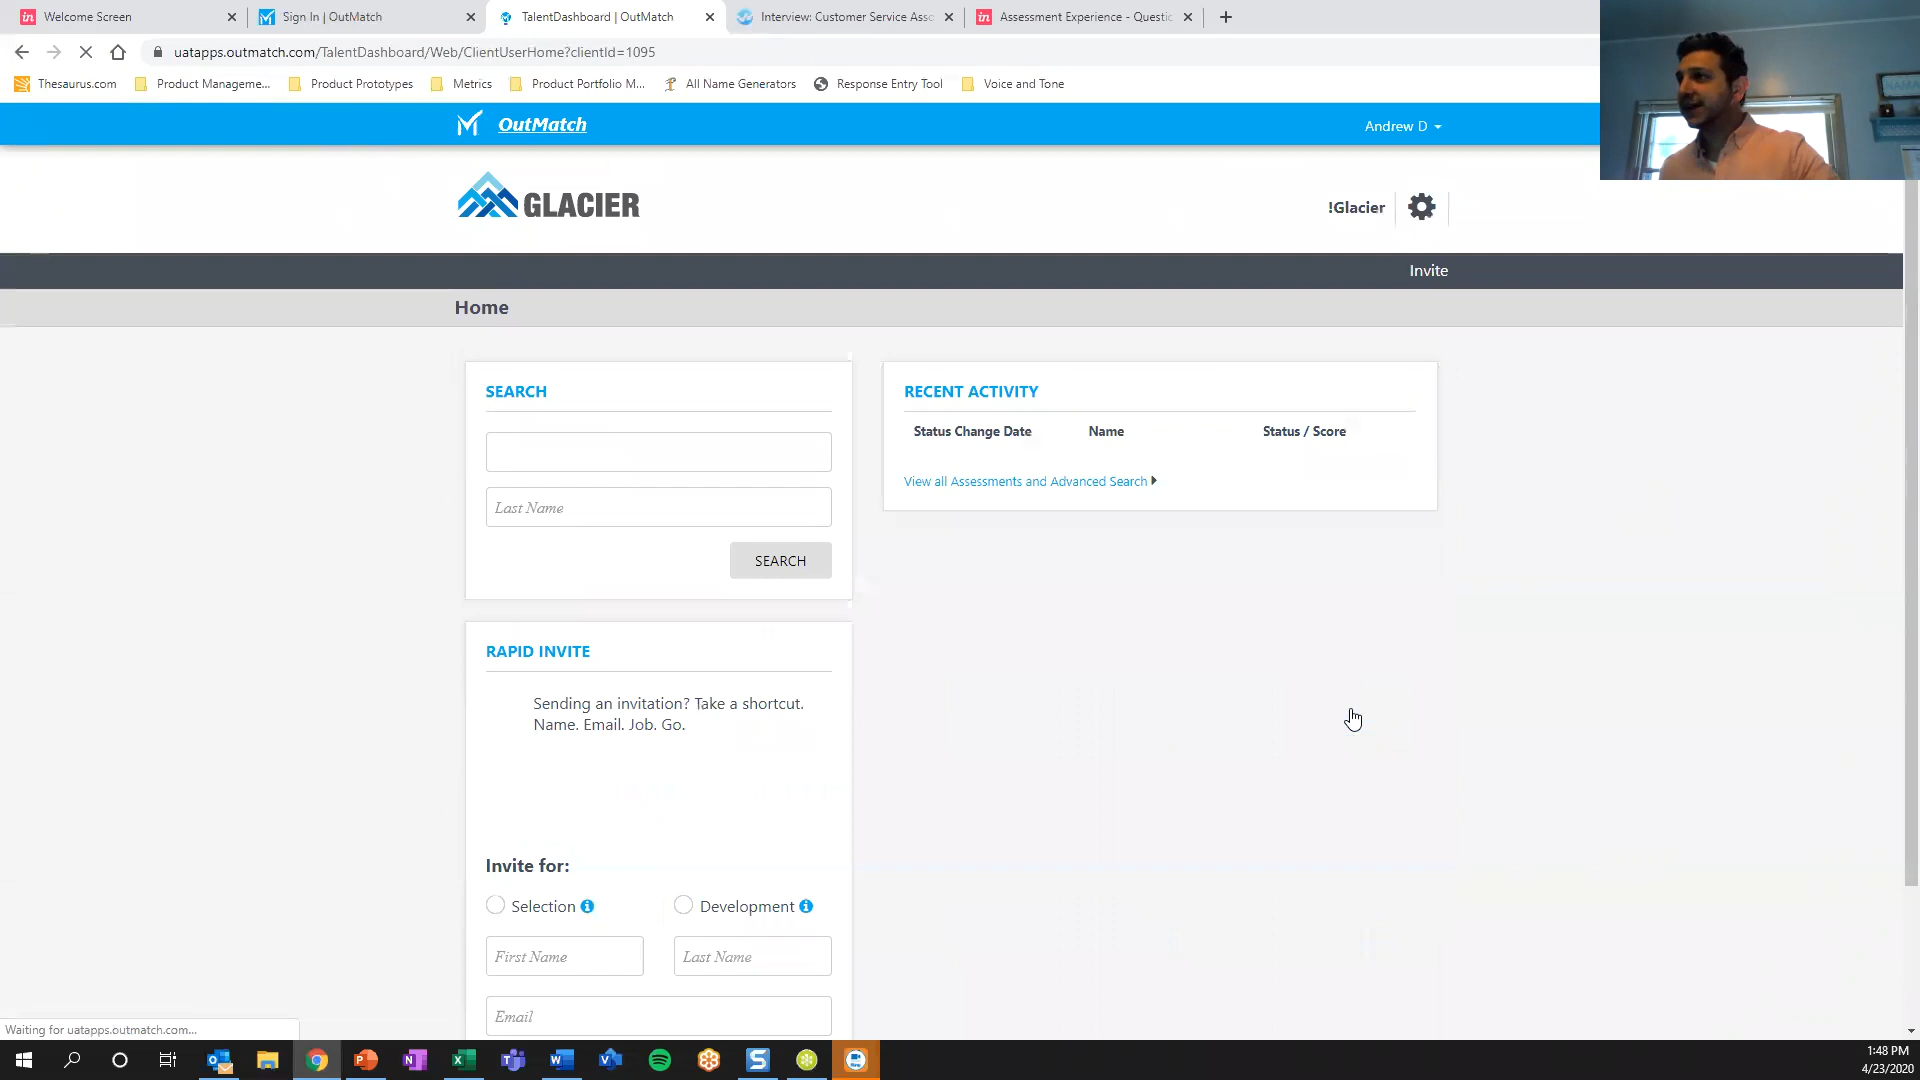 Welcome Screen
Sign In | OutMatch
TalentDashboard | OutMatch
Interview: Customer Service Asso
Assessment Experience - Questio
uatapps.outmatch.com/TalentDashboard/Web/ClientUserHome?clientId=1095
Thesaurus.com
Product Manageme...
Product Prototypes
Metrics
Product Portfolio M...
All Name Generators
Response Entry Tool
Voice and Tone
OutMatch
Andrew D
GLACIER
!Glacier
Invite
Home
SEARCH
Last Name
SEARCH
RECENT ACTIVITY
Status Change Date Name Status / Score
View all Assessments and Advanced Search
RAPID INVITE
Sending an invitation? Take a shortcut.
Name. Email. Job. Go.
Invite for:
Selection Development
First Name Last Name
Email
Waiting for uatapps.outmatch.com...
1:48 PM
4/23/2020